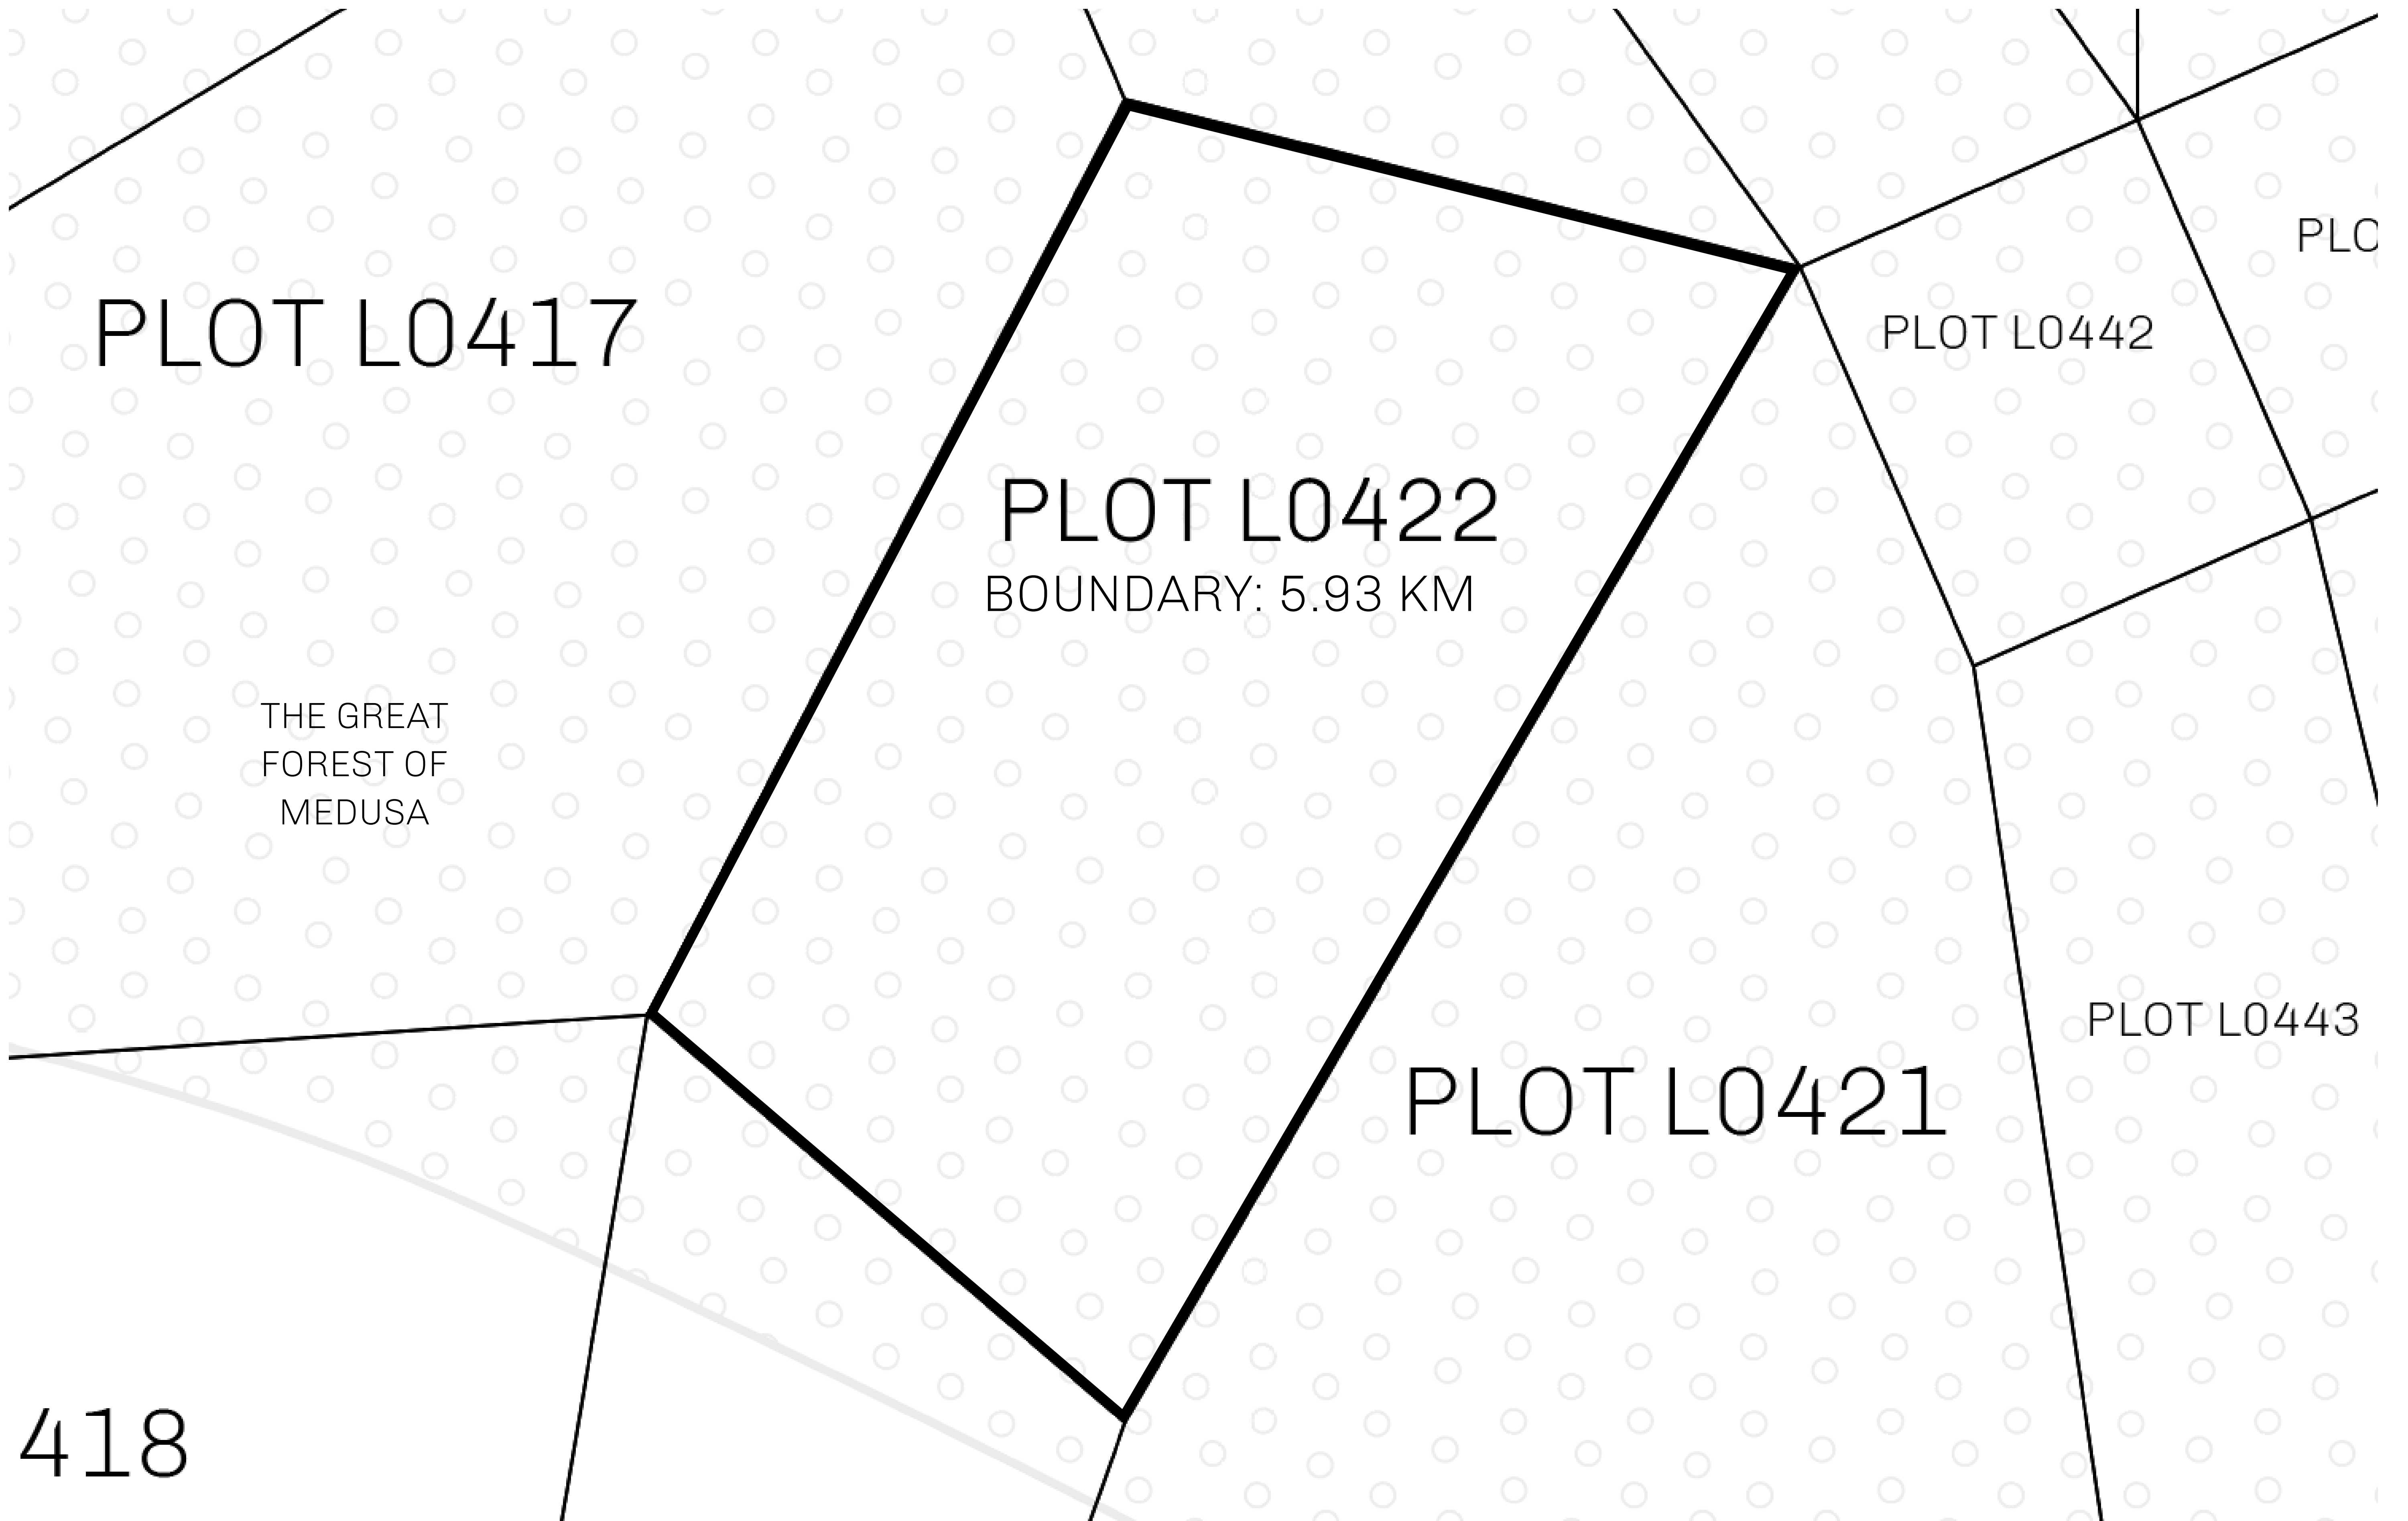 PLO
PLOT L0417
PLOT L0442
PLOT L0422
BOUNDARY: 5.93 KM
THE GREAT
FOREST OF
MEDUSA
PLOT L0443
PLOT L0421
418